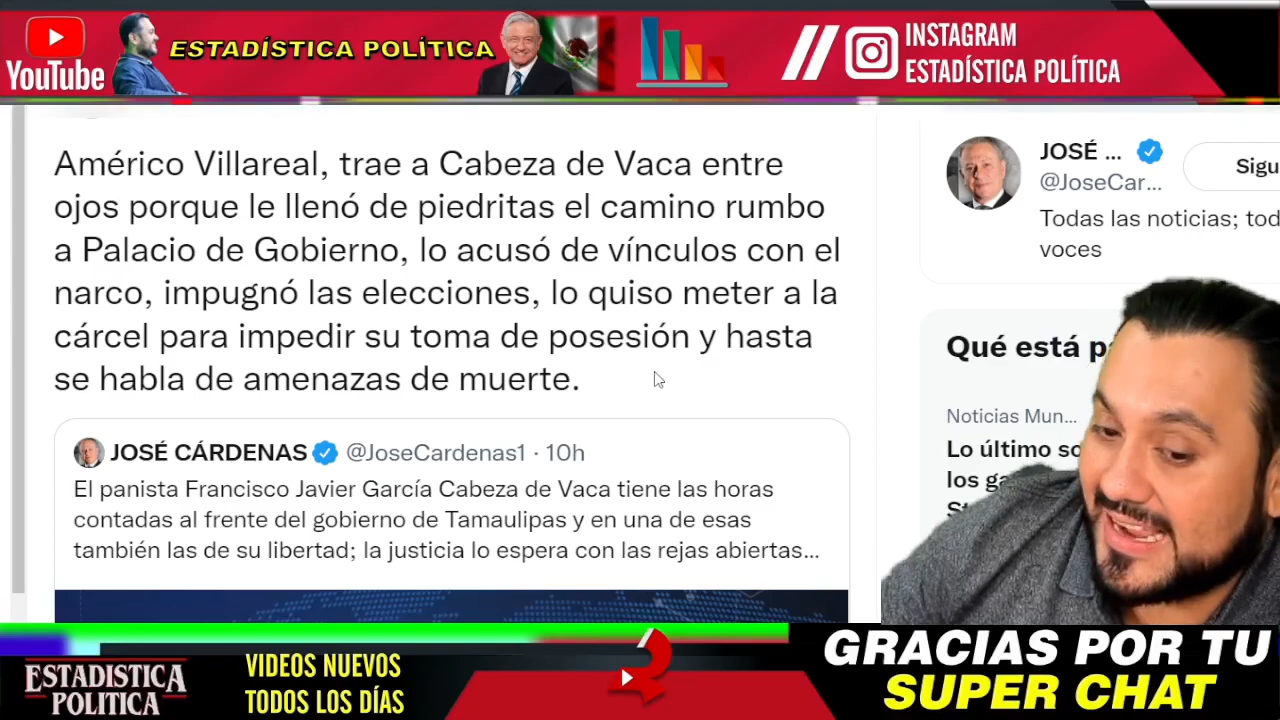 YouTube
ESTADÍSTICA POLÍTICA
INSTAGRAM
ESTADÍSTICA POLÍTICA
Américo Villareal, trae a Cabeza de Vaca entre
ojos porque le llenó de piedritas el camino rumbo
a Palacio de Gobierno, lo acusó de vínculos con el
narco, impugnó las elecciones, lo quiso meter a la
cárcel para impedir su toma de posesión y hasta
se habla de amenazas de muerte.
JOSÉ CÁRDENAS @JoseCardenas1 · 10h
El panista Francisco Javier García Cabeza de Vaca tiene las horas
contadas al frente del gobierno de Tamaulipas y en una de esas
también las de su libertad; la justicia lo espera con las rejas abiertas...
JOSÉ ...
@JoseCar...
Sigu
Todas las noticias; tod
voces
Qué está p
Noticias Mun...
Lo último so
los ga
ESTADISTICA
POLITICA
VIDEOS NUEVOS
TODOS LOS DÍAS
GRACIAS POR TU
SUPER CHAT